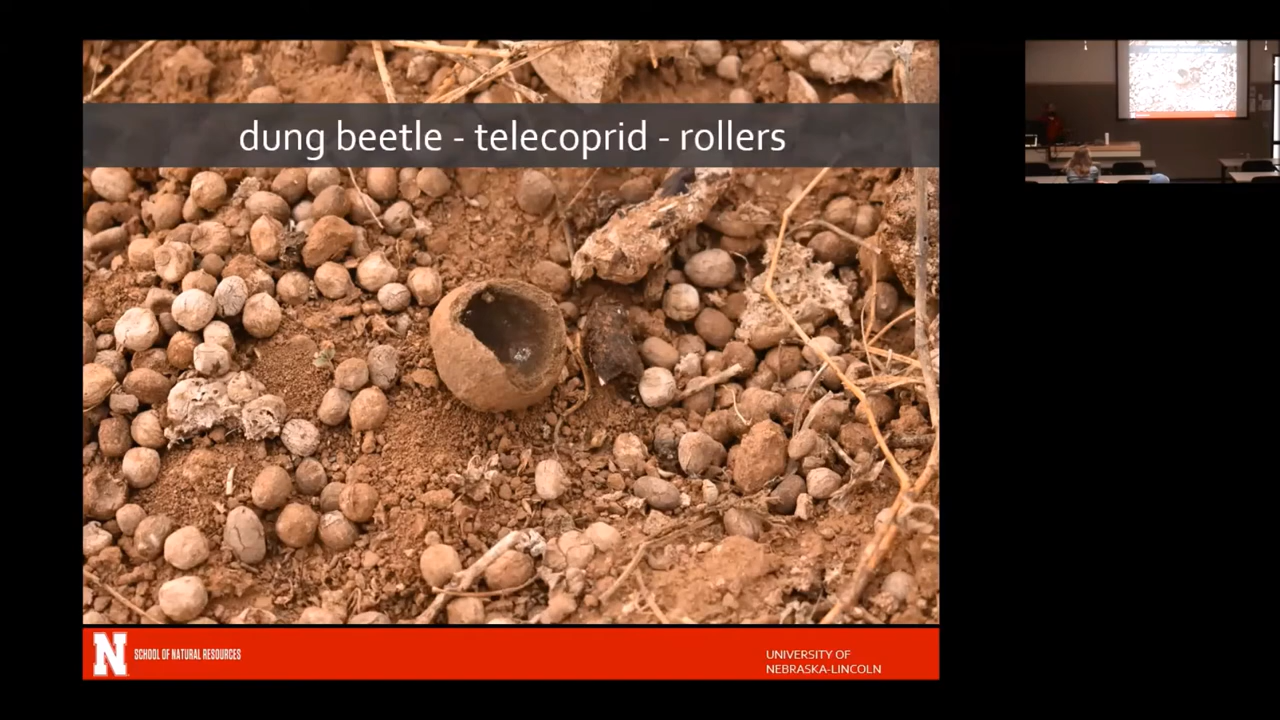 dung beetle - telecoprid - rollers
N SCHOOL OF NATURAL RESOURCES
UNIVERSITY OF
NEBRASKA-LINCOLN